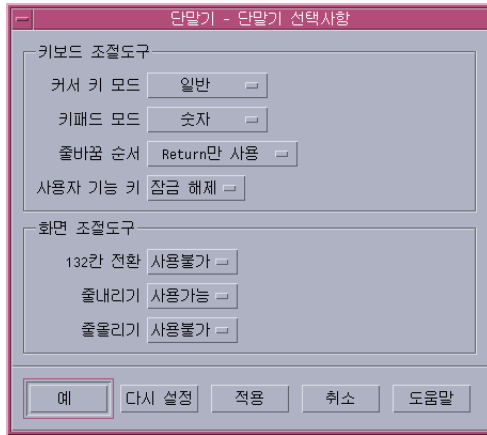 단말기 - 단말기 선택사항
키보드 조절도구
커서 키 모드 일반
키패드 모드 숫자
줄바꿈 순서 Return만 사용
사용자 기능 키 잠금 해제
화면 조절도구
132칸 전환 사용불가
줄내리기 사용가능
줄올리기 사용불가
예 다시 설정 적용 취소 도움말